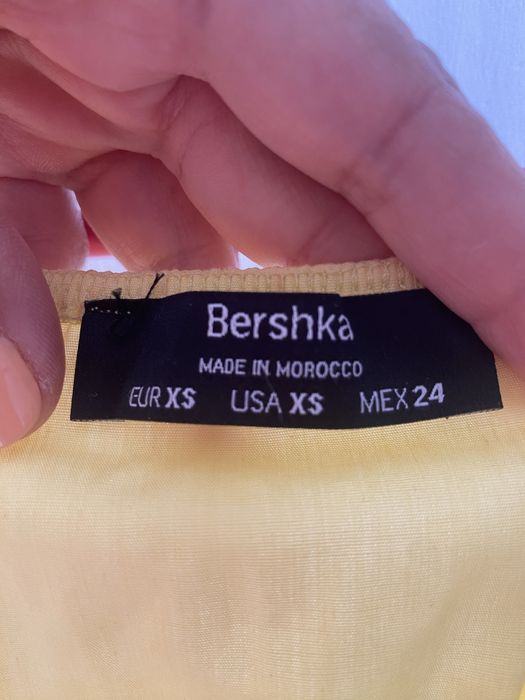 Bershka
MADE IN MOROCCO
EUR XS USA XS MEX 24